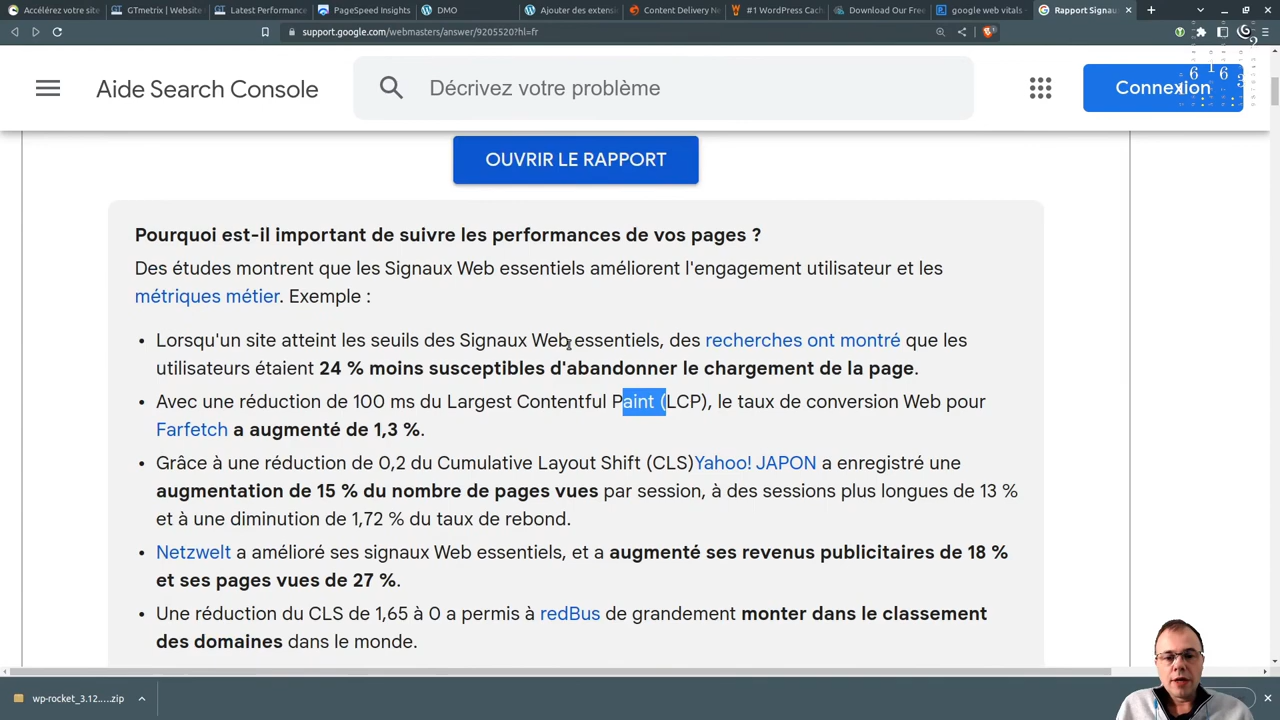 Accélérez votre site
GTmetrix | Website
Latest Performance
PageSpeed Insights
DMO
Ajouter des extens
Content Delivery Ne
#1 WordPress Cach
Download Our Free
google web vitals
Rapport Signau
support.google.com/webmasters/answer/9205520?hl=fr
Aide Search Console
Décrivez votre problème
Connexion
OUVRIR LE RAPPORT
Pourquoi est-il important de suivre les performances de vos pages ?
Des études montrent que les Signaux Web essentiels améliorent l'engagement utilisateur et les
métriques métier. Exemple :
• Lorsqu'un site atteint les seuils des Signaux Web essentiels, des recherches ont montré que les
utilisateurs étaient 24 % moins susceptibles d'abandonner le chargement de la page.
• Avec une réduction de 100 ms du Largest Contentful Paint (LCP), le taux de conversion Web pour
Farfetch a augmenté de 1,3 %.
• Grâce à une réduction de 0,2 du Cumulative Layout Shift (CLS)Yahoo! JAPON a enregistré une
augmentation de 15 % du nombre de pages vues par session, à des sessions plus longues de 13 %
et à une diminution de 1,72 % du taux de rebond.
• Netzwelt a amélioré ses signaux Web essentiels, et a augmenté ses revenus publicitaires de 18 %
et ses pages vues de 27 %.
• Une réduction du CLS de 1,65 à 0 a permis à redBus de grandement monter dans le classement
des domaines dans le monde.
wp-rocket_3.12....zip